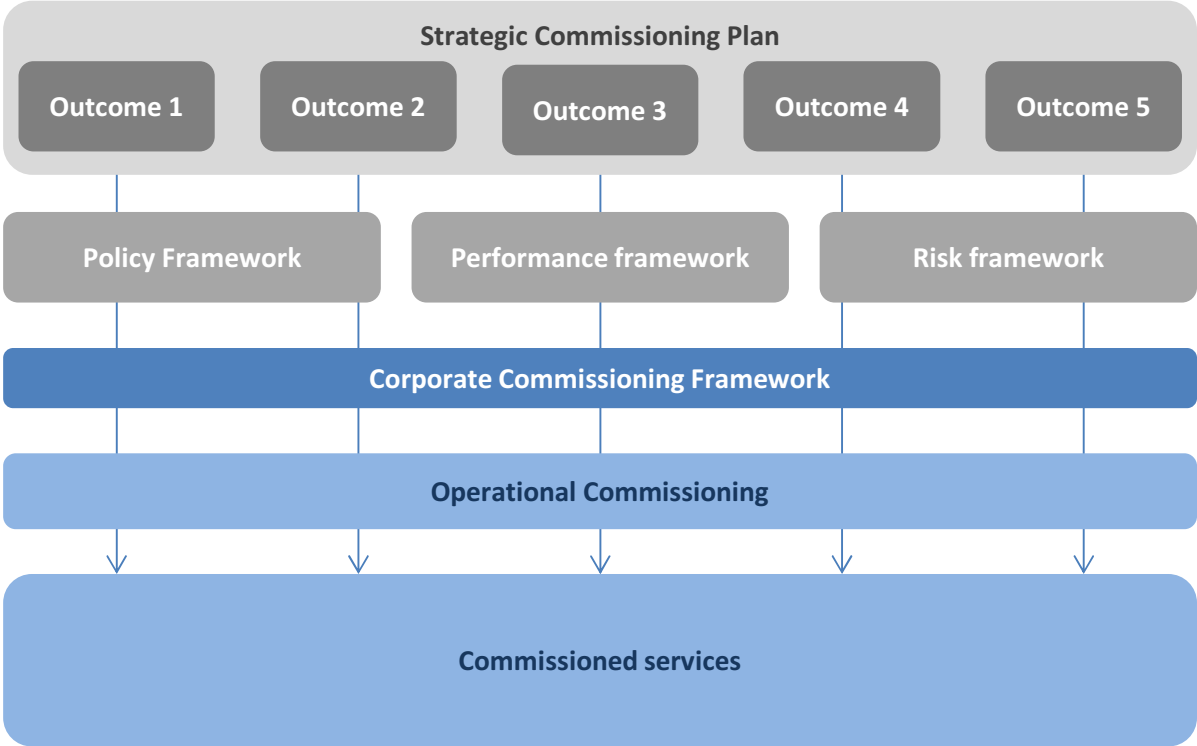 Strategic Commissioning Plan
Outcome 1
Outcome 2
Outcome 3
Outcome 4
Outcome 5
Policy Framework
Performance framework
Risk framework
Corporate Commissioning Framework
Operational Commissioning
Commissioned services